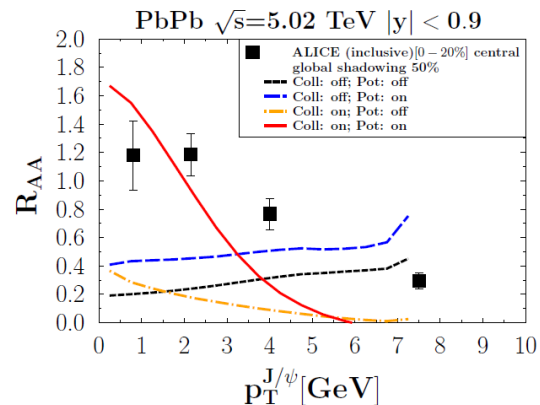 PbPb √s=5.02 TeV |y| < 0.9
2.0
1.8
1.6
1.4
1.2
1.0
0.8
0.6
0.4
0.2
0.0
R_AA
ALICE (inclusive)[0 − 20%] central
global shadowing 50%
Coll: off; Pot: off
Coll: off; Pot: on
Coll: on; Pot: off
Coll: on; Pot: on
0 1 2 3 4 5 6 7 8 9 10
p_T^{J/ψ}[GeV]